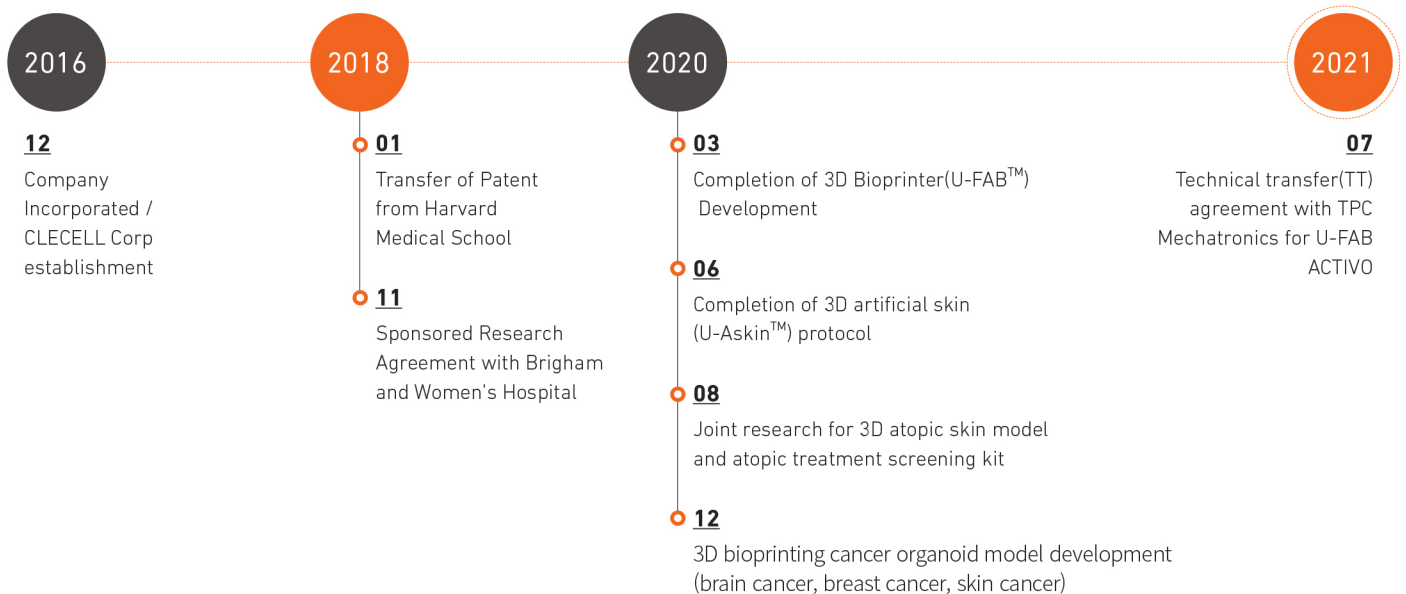 2016
12
Company
Incorporated /
CLECELL Corp
establishment
2018
01
Transfer of Patent
from Harvard
Medical School
11
Sponsored Research
Agreement with Brigham
and Women's Hospital
2020
03
Completion of 3D Bioprinter(U-FAB™)
Development
06
Completion of 3D artificial skin
(U-Askin™) protocol
08
Joint research for 3D atopic skin model
and atopic treatment screening kit
12
3D bioprinting cancer organoid model development
(brain cancer, breast cancer, skin cancer)
2021
07
Technical transfer(TT)
agreement with TPC
Mechatronics for U-FAB
ACTIVO